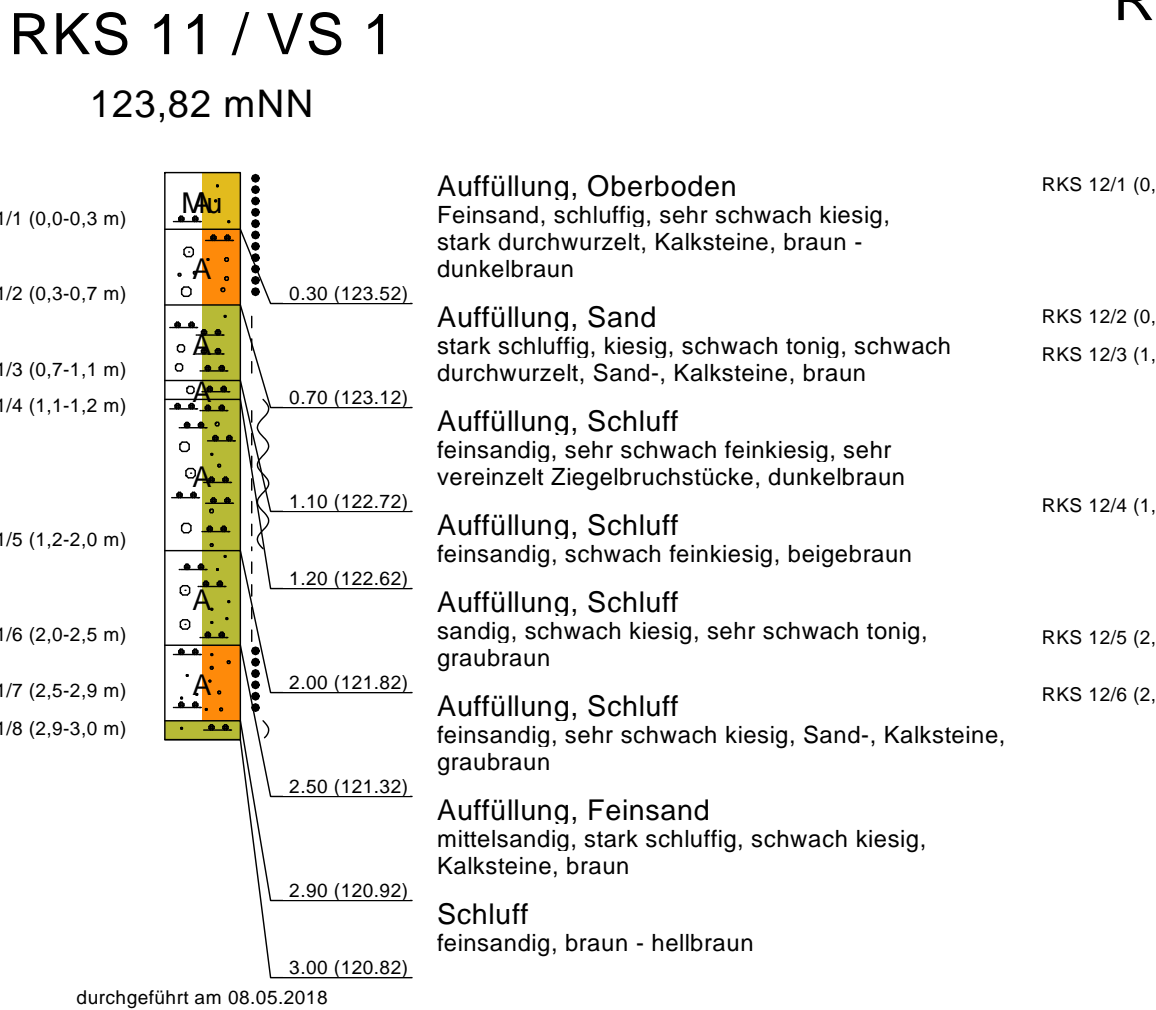 R
RKS 11 / VS 1
123,82 mNN
1/1 (0,0-0,3 m)
1/2 (0,3-0,7 m)
1/3 (0,7-1,1 m)
1/4 (1,1-1,2 m)
1/5 (1,2-2,0 m)
1/6 (2,0-2,5 m)
1/7 (2,5-2,9 m)
1/8 (2,9-3,0 m)
Mu
A
A
A
A
A
A
A
0.30 (123.52)
0.70 (123.12)
1.10 (122.72)
1.20 (122.62)
2.00 (121.82)
2.50 (121.32)
2.90 (120.92)
3.00 (120.82)
Auffüllung, Oberboden
Feinsand, schluffig, sehr schwach kiesig,
stark durchwurzelt, Kalksteine, braun -
dunkelbraun
Auffüllung, Sand
stark schluffig, kiesig, schwach tonig, schwach
durchwurzelt, Sand-, Kalksteine, braun
Auffüllung, Schluff
feinsandig, sehr schwach feinkiesig, sehr
vereinzelt Ziegelbruchstücke, dunkelbraun
Auffüllung, Schluff
feinsandig, schwach feinkiesig, beigebraun
Auffüllung, Schluff
sandig, schwach kiesig, sehr schwach tonig,
graubraun
Auffüllung, Schluff
feinsandig, sehr schwach kiesig, Sand-, Kalksteine,
graubraun
Auffüllung, Feinsand
mittelsandig, stark schluffig, schwach kiesig,
Kalksteine, braun
Schluff
feinsandig, braun - hellbraun
RKS 12/1 (0,
RKS 12/2 (0,
RKS 12/3 (1,
RKS 12/4 (1,
RKS 12/5 (2,
RKS 12/6 (2,
durchgeführt am 08.05.2018